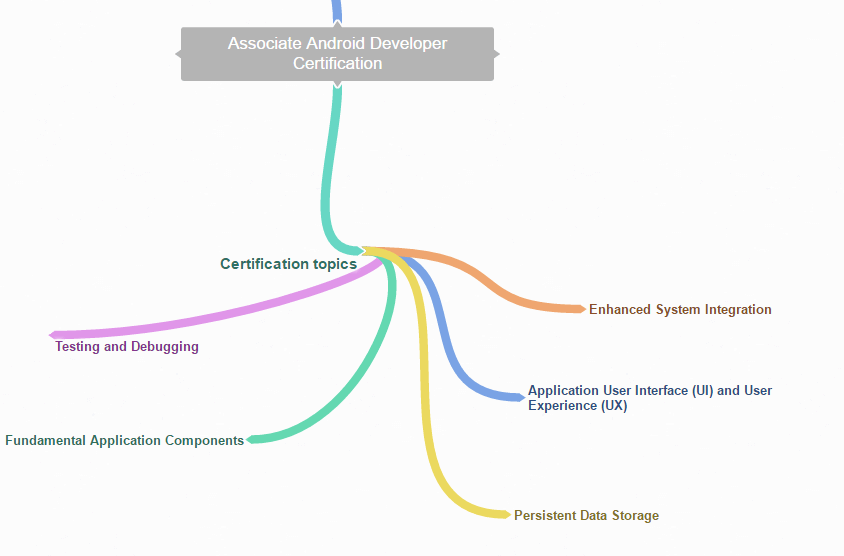 Associate Android Developer
Certification
Certification topics
Enhanced System Integration
Testing and Debugging
Application User Interface (UI) and User
Experience (UX)
Fundamental Application Components
Persistent Data Storage